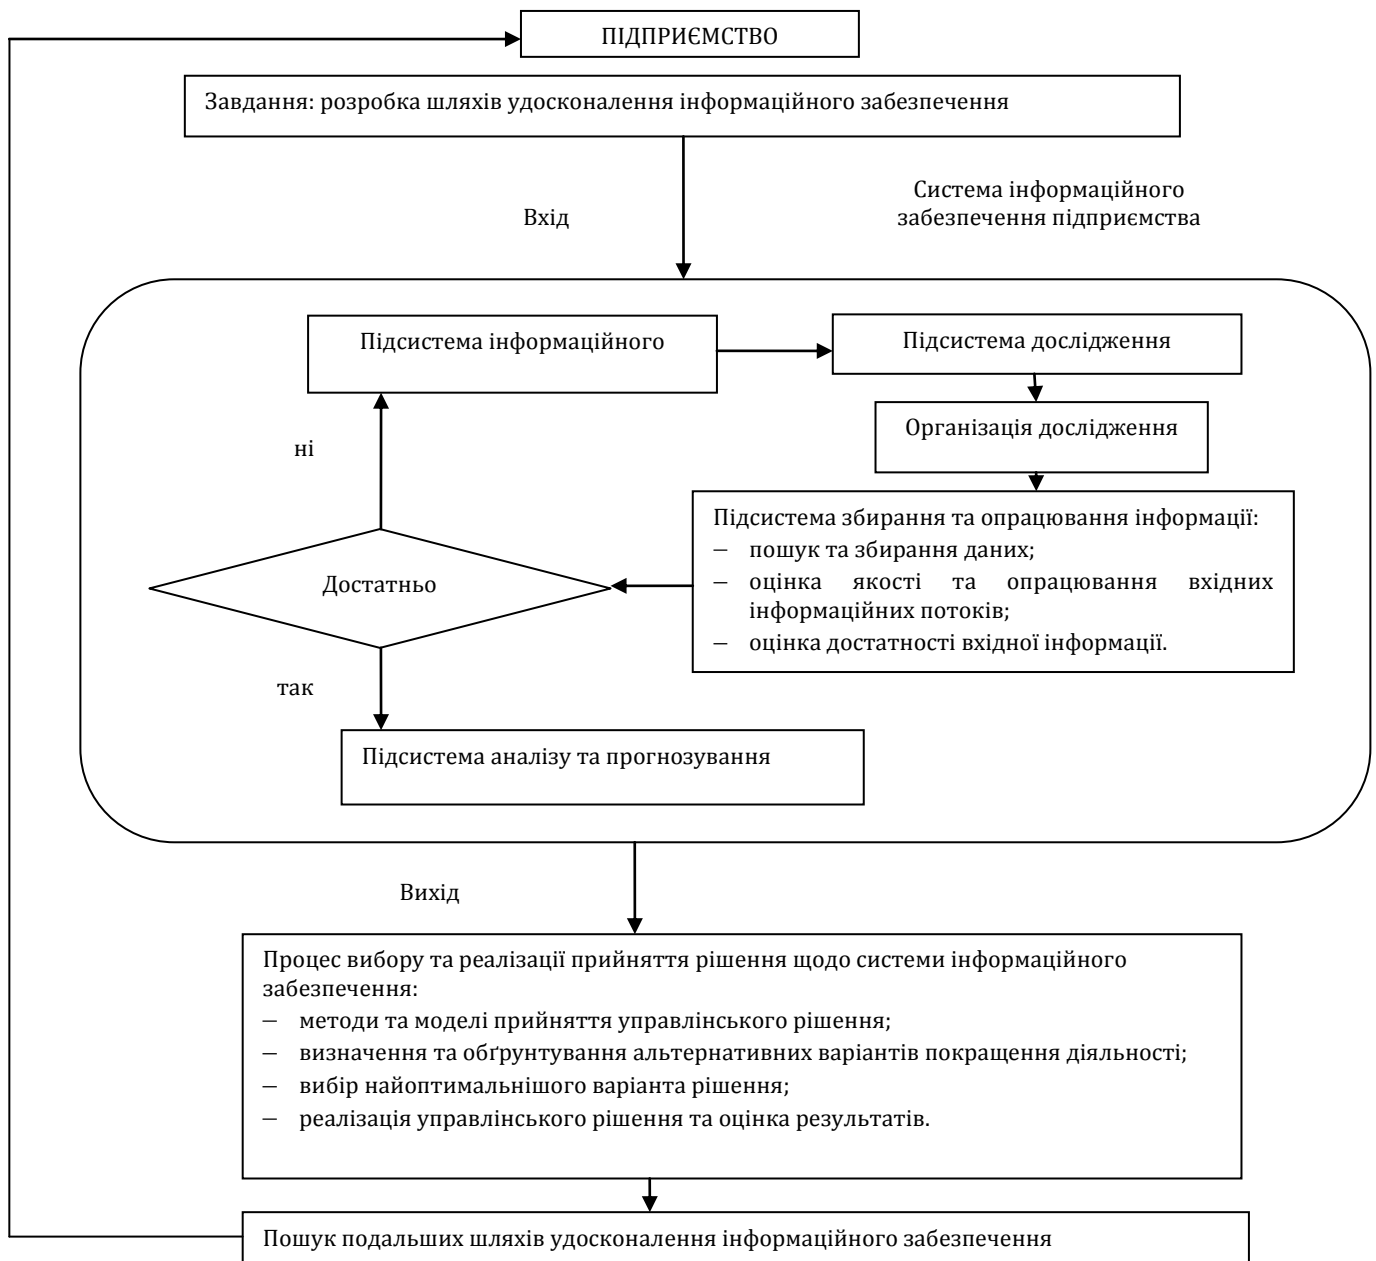 ПІДПРИЄМСТВО
Завдання: розробка шляхів удосконалення інформаційного забезпечення
Вхід
Система інформаційного
забезпечення підприємства
Підсистема інформаційного
Підсистема дослідження
Організація дослідження
ні
Підсистема збирання та опрацювання інформації:
– пошук та збирання даних;
– оцінка якості та опрацювання вхідних
інформаційних потоків;
– оцінка достатності вхідної інформації.
Достатньо
так
Підсистема аналізу та прогнозування
Вихід
Процес вибору та реалізації прийняття рішення щодо системи інформаційного
забезпечення:
– методи та моделі прийняття управлінського рішення;
– визначення та обґрунтування альтернативних варіантів покращення діяльності;
– вибір найоптимальнішого варіанта рішення;
– реалізація управлінського рішення та оцінка результатів.
Пошук подальших шляхів удосконалення інформаційного забезпечення